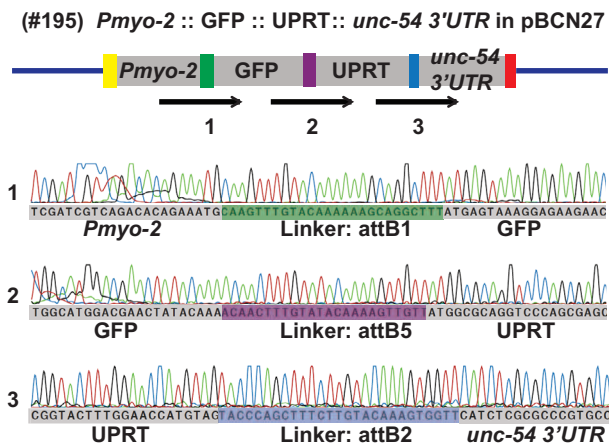 (#195) Pmyo-2 :: GFP :: UPRT:: unc-54 3'UTR in pBCN27
Pmyo-2 GFP UPRT unc-54 3'UTR
1 2 3
1
TCGATCGTCAGACACAGAAATGCAAGTTTGTACAAAAAAGCAGGCTTTATGAGTAAAGGAGAAGAAC
Pmyo-2 Linker: attB1 GFP
2
TGGCATGGACGAACTATACAAAACAACTTTGTATACAAAAGTTGTTATGGCGCAGGTCCCAGCGAGC
GFP Linker: attB5 UPRT
3
CGGTACTTTGGAACCATGTAGTACCCAGCTTTCTTGTACAAAGTGGTTCATCTCGCGCCCGTGCC
UPRT Linker: attB2 unc-54 3'UTR